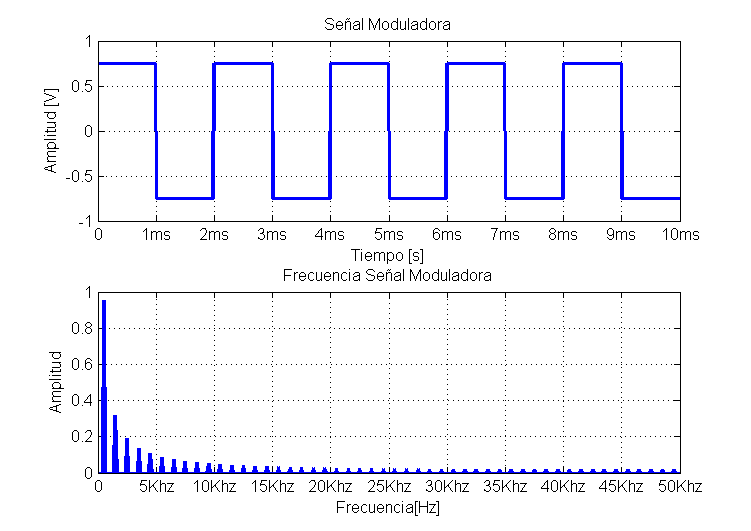 Señal Moduladora
Amplitud [V]
1
0.5
0
-0.5
-1
0 1ms 2ms 3ms 4ms 5ms 6ms 7ms 8ms 9ms 10ms
Tiempo [s]
Frecuencia Señal Moduladora
Amplitud
1
0.8
0.6
0.4
0.2
0
0 5Khz 10Khz 15Khz 20Khz 25Khz 30Khz 35Khz 40Khz 45Khz 50Khz
Frecuencia[Hz]